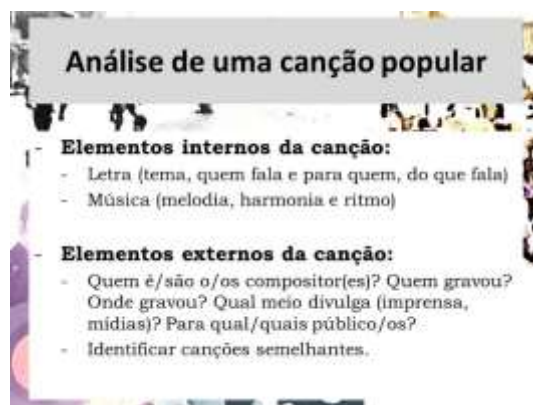 Análise de uma canção popular
- Elementos internos da canção:
- Letra (tema, quem fala e para quem, do que fala)
- Música (melodia, harmonia e ritmo)
- Elementos externos da canção:
- Quem é/são o/os compositor(es)? Quem gravou?
Onde gravou? Qual meio divulga (imprensa,
mídias)? Para qual/quais público/os?
- Identificar canções semelhantes.